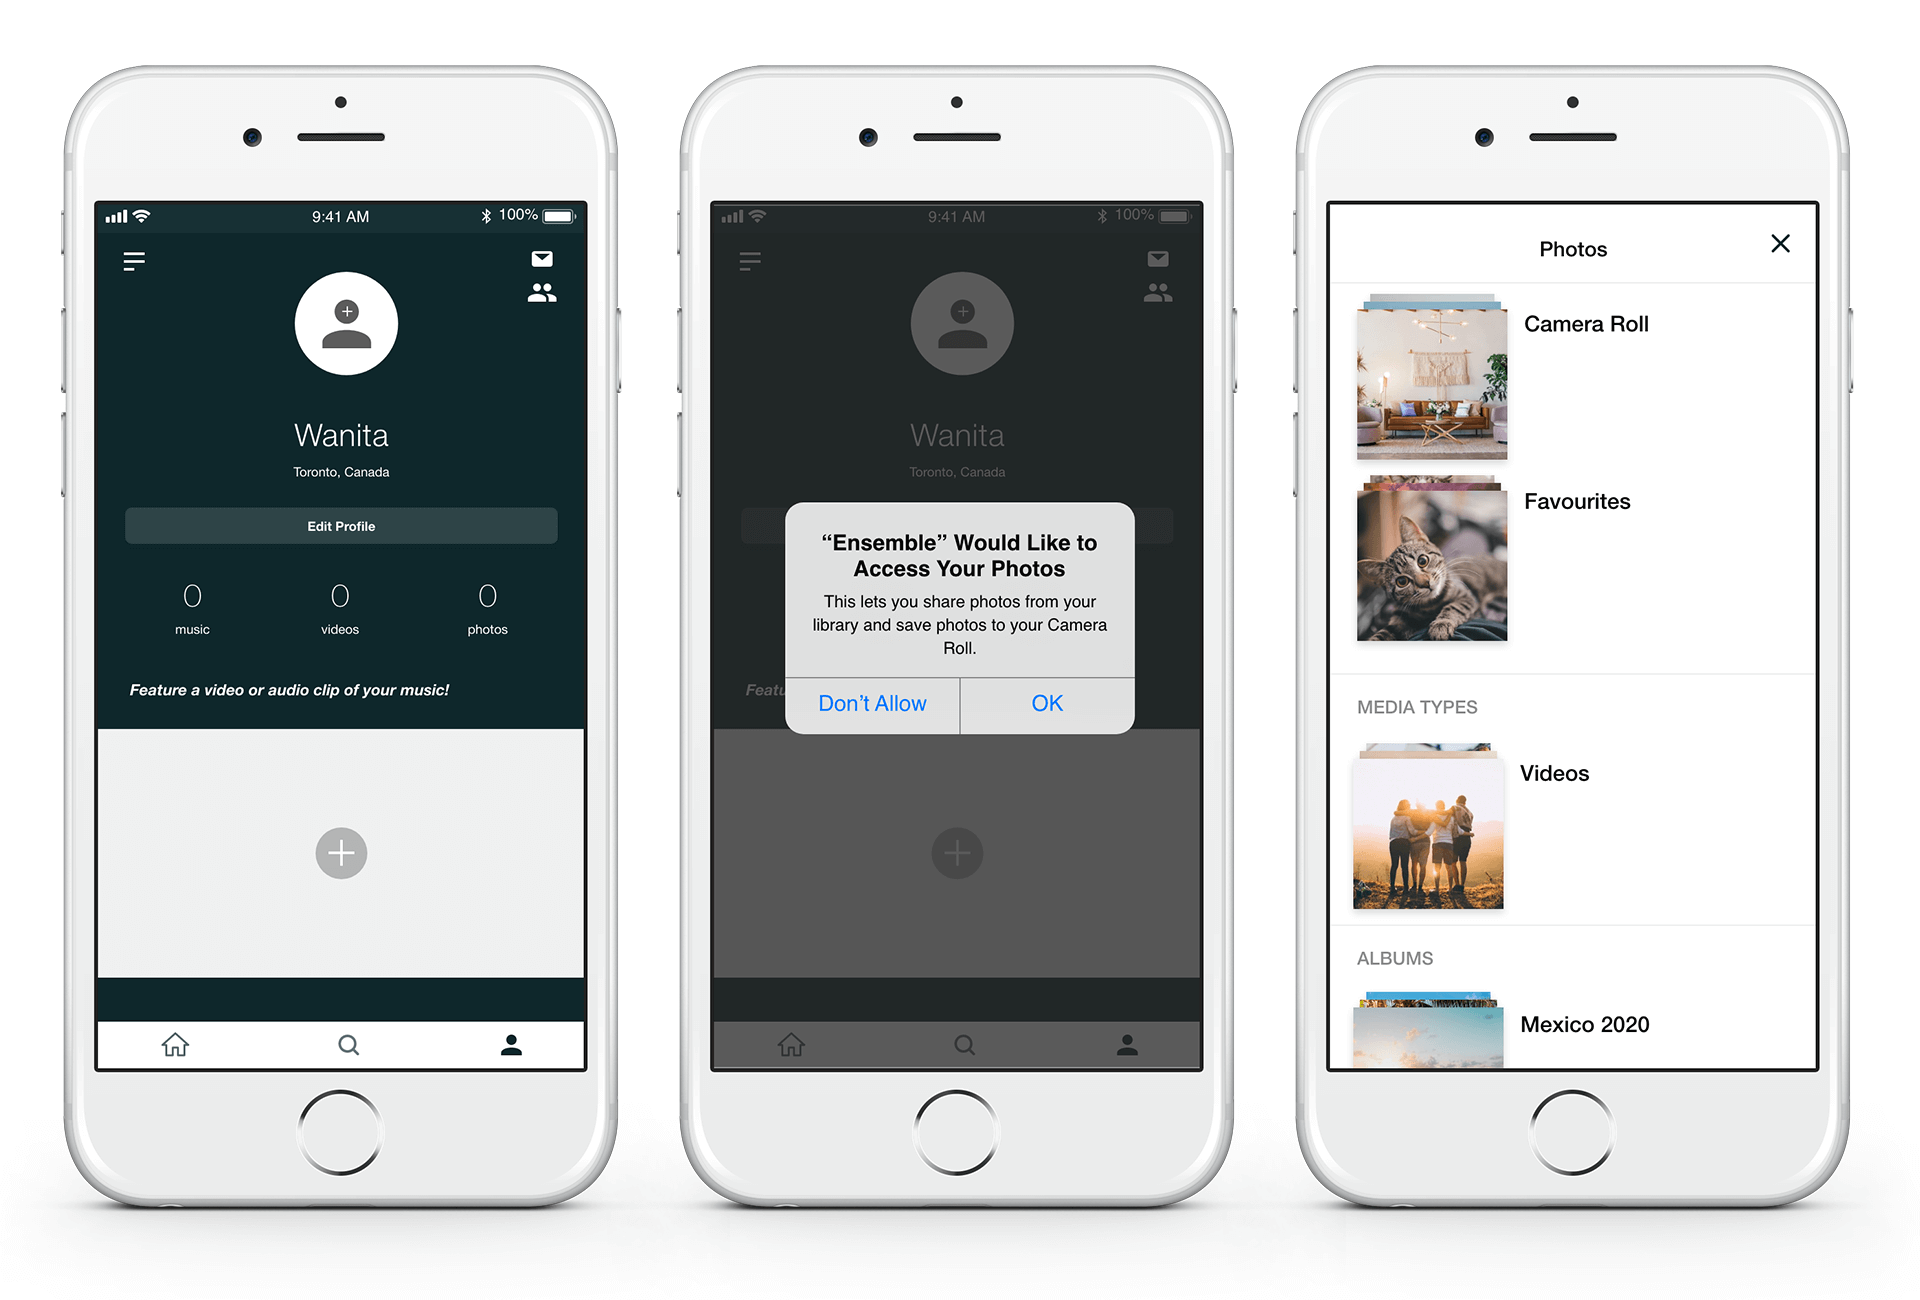 9:41 AM
100%
Wanita
Toronto, Canada
Edit Profile
0 0 0
music videos photos
Feature a video or audio clip of your music!
9:41 AM
100%
Wanita
Toronto, Canada
“Ensemble” Would Like to
Access Your Photos
This lets you share photos from your
library and save photos to your Camera
Roll.
Featu
Don’t Allow OK
Photos
Camera Roll
Favourites
MEDIA TYPES
Videos
ALBUMS
Mexico 2020